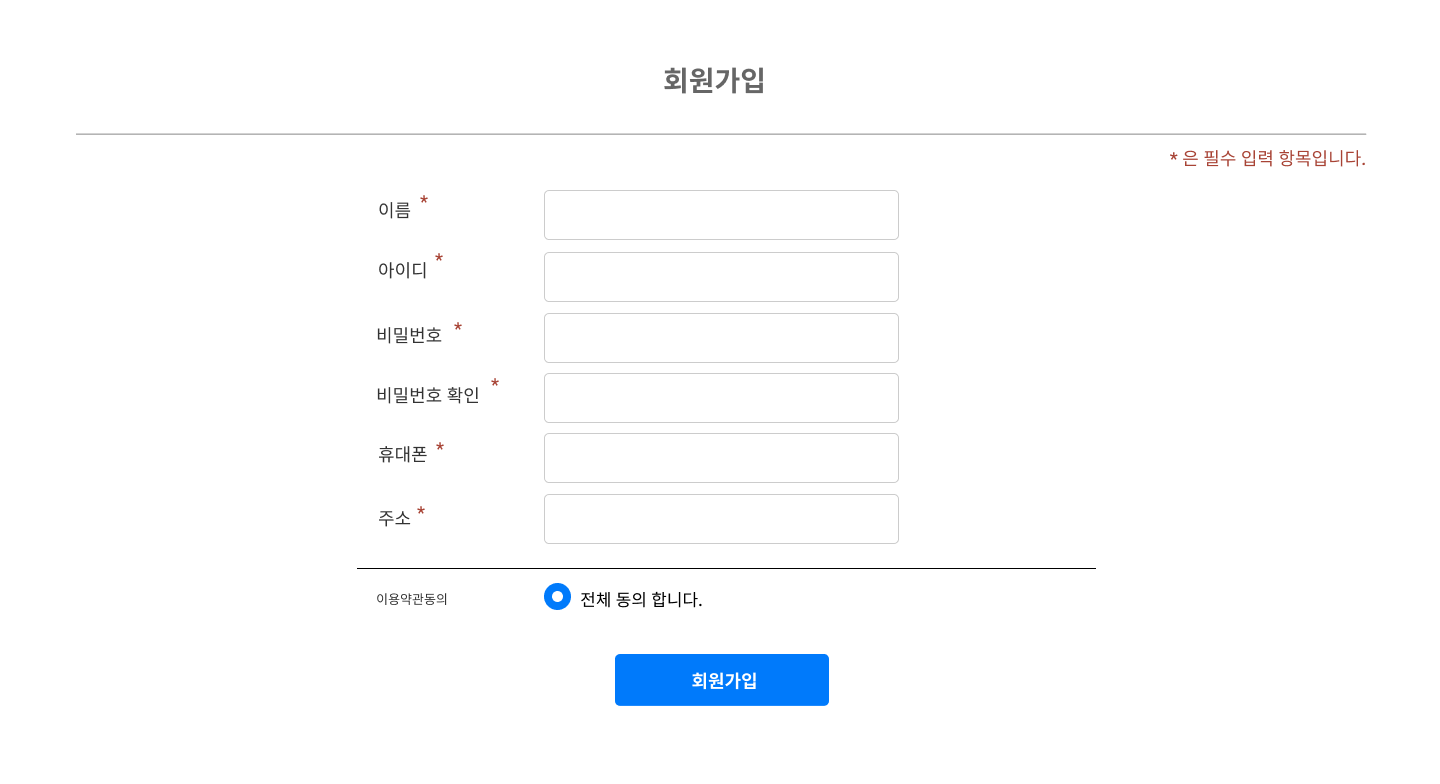 회원가입
* 은 필수 입력 항목입니다.
이름 *
아이디 *
비밀번호 *
비밀번호 확인 *
휴대폰 *
주소 *
이용약관동의 전체 동의 합니다.
회원가입